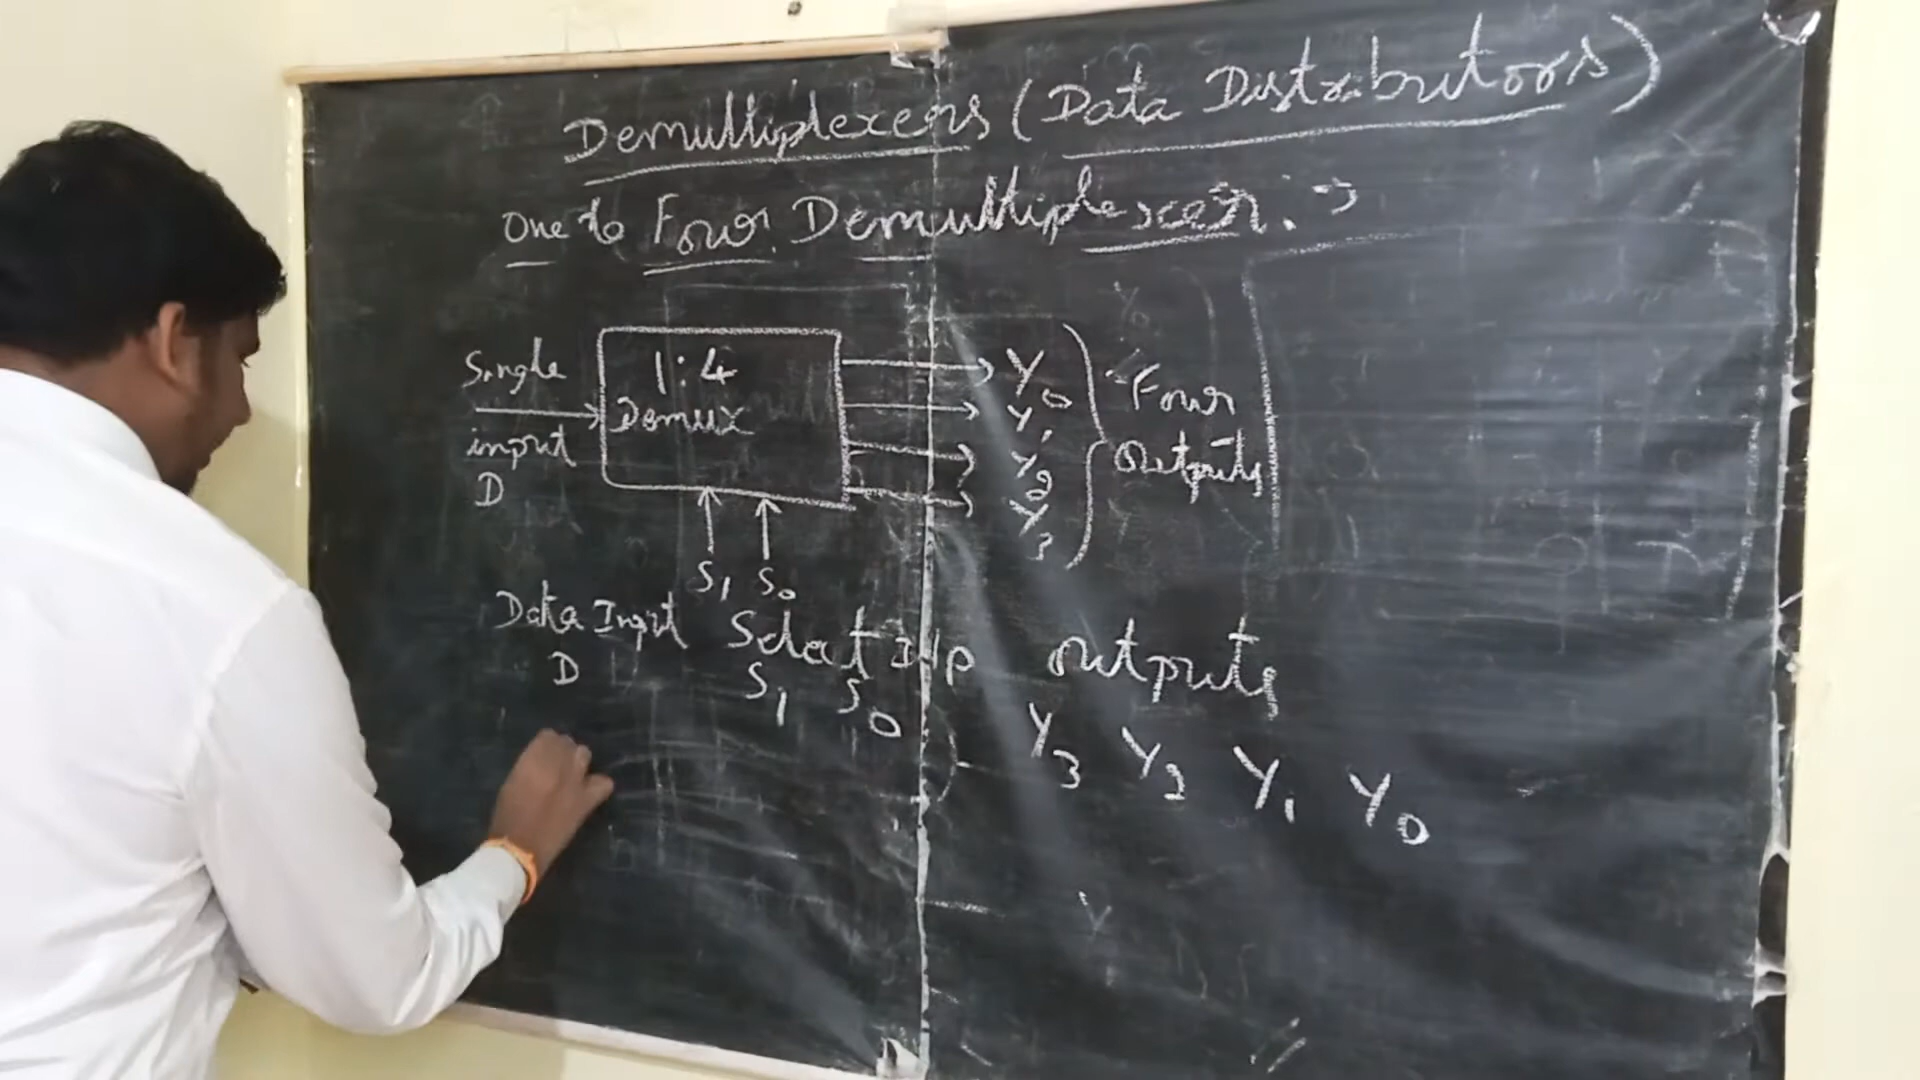 Demultiplexers (Data Distributors)
One to Four Demultiplexer :->
Single
input
D
1:4
Demux
Y0
Y1
Y2
Y3
Four
outputs
S1 S0
Data Input Select I/p outputs
D S1 S0 Y3 Y2 Y1 Y0